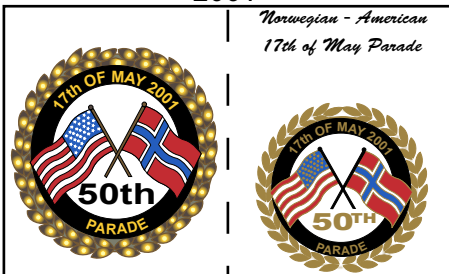 17th OF MAY 2001
50th
PARADE
Norwegian - American
17th of May Parade
17th OF MAY 2001
50TH
PARADE